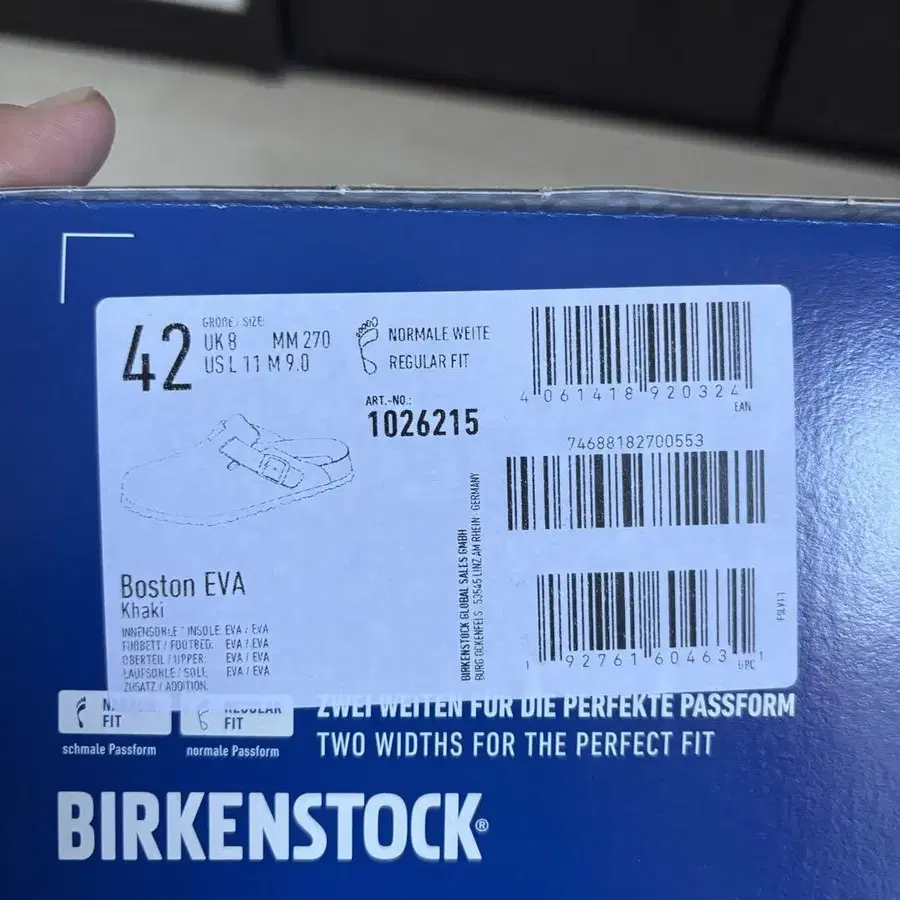 42
GRÖßE / SIZE:
UK 8 MM 270
US L 11 M 9.0
NORMALE WEITE
REGULAR FIT
ART.-NO.:
1026215
4 061418 920324
EAN
74688182700553
BIRKENSTOCK GLOBAL SALES GMBH
BURG OCKENFELS · 53545 LINZ AM RHEIN · GERMANY
Boston EVA
Khaki
INNENSOHLE / INSOLE: EVA / EVA
FUßBETT / FOOTBED: EVA / EVA
OBERTEIL / UPPER: EVA / EVA
LAUFSOHLE / SOLE: EVA / EVA
ZUSATZ / ADDITION:
1 92761 60463 1
UPC
FIT
REGULAR
FIT
schmale Passform
normale Passform
ZWEI WEITEN FÜR DIE PERFEKTE PASSFORM
TWO WIDTHS FOR THE PERFECT FIT
BIRKENSTOCK®